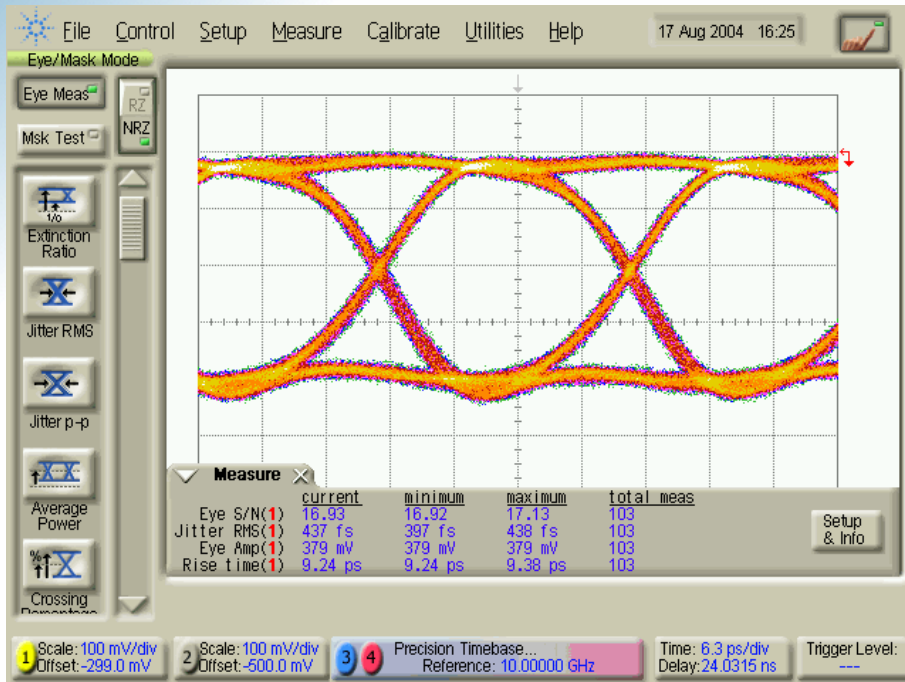 File Control Setup Measure Calibrate Utilities Help 17 Aug 2004 16:25
Eye/Mask Mode
Eye Meas
RZ
NRZ
Msk Test
1/0
Extinction
Ratio
Jitter RMS
Jitter p-p
Average
Power
%
Crossing
Percentage
Measure
current minimum maximum total meas
Eye S/N(1) 16.93 16.92 17.13 103
Jitter RMS(1) 437 fs 397 fs 438 fs 103
Eye Amp(1) 379 mV 379 mV 379 mV 103
Rise time(1) 9.24 ps 9.24 ps 9.38 ps 103
Setup
& Info
1 Scale: 100 mV/div
Offset:-299.0 mV
2 Scale: 100 mV/div
Offset:-500.0 mV
3 4 Precision Timebase...
Reference: 10.00000 GHz
Time: 6.3 ps/div
Delay:24.0315 ns
Trigger Level:
---